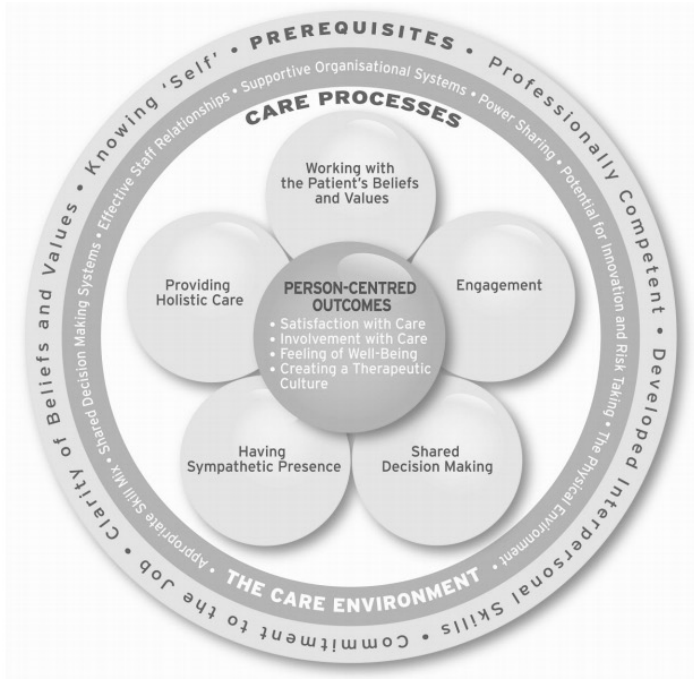 PREREQUISITES • Professionally Competent • Developed Interpersonal Skills • Commitment to the Job • Clarity of Beliefs and Values • Knowing 'Self' •
Supportive Organisational Systems • Power Sharing • Potential for Innovation and Risk Taking • The Physical Environment •
THE CARE ENVIRONMENT
• Appropriate Skill Mix • Shared Decision Making Systems • Effective Staff Relationships •
CARE PROCESSES
Working with
the Patient's Beliefs
and Values
Engagement
Shared
Decision Making
Having
Sympathetic Presence
Providing
Holistic Care
PERSON-CENTRED
OUTCOMES
• Satisfaction with Care
• Involvement with Care
• Feeling of Well-Being
• Creating a Therapeutic
Culture